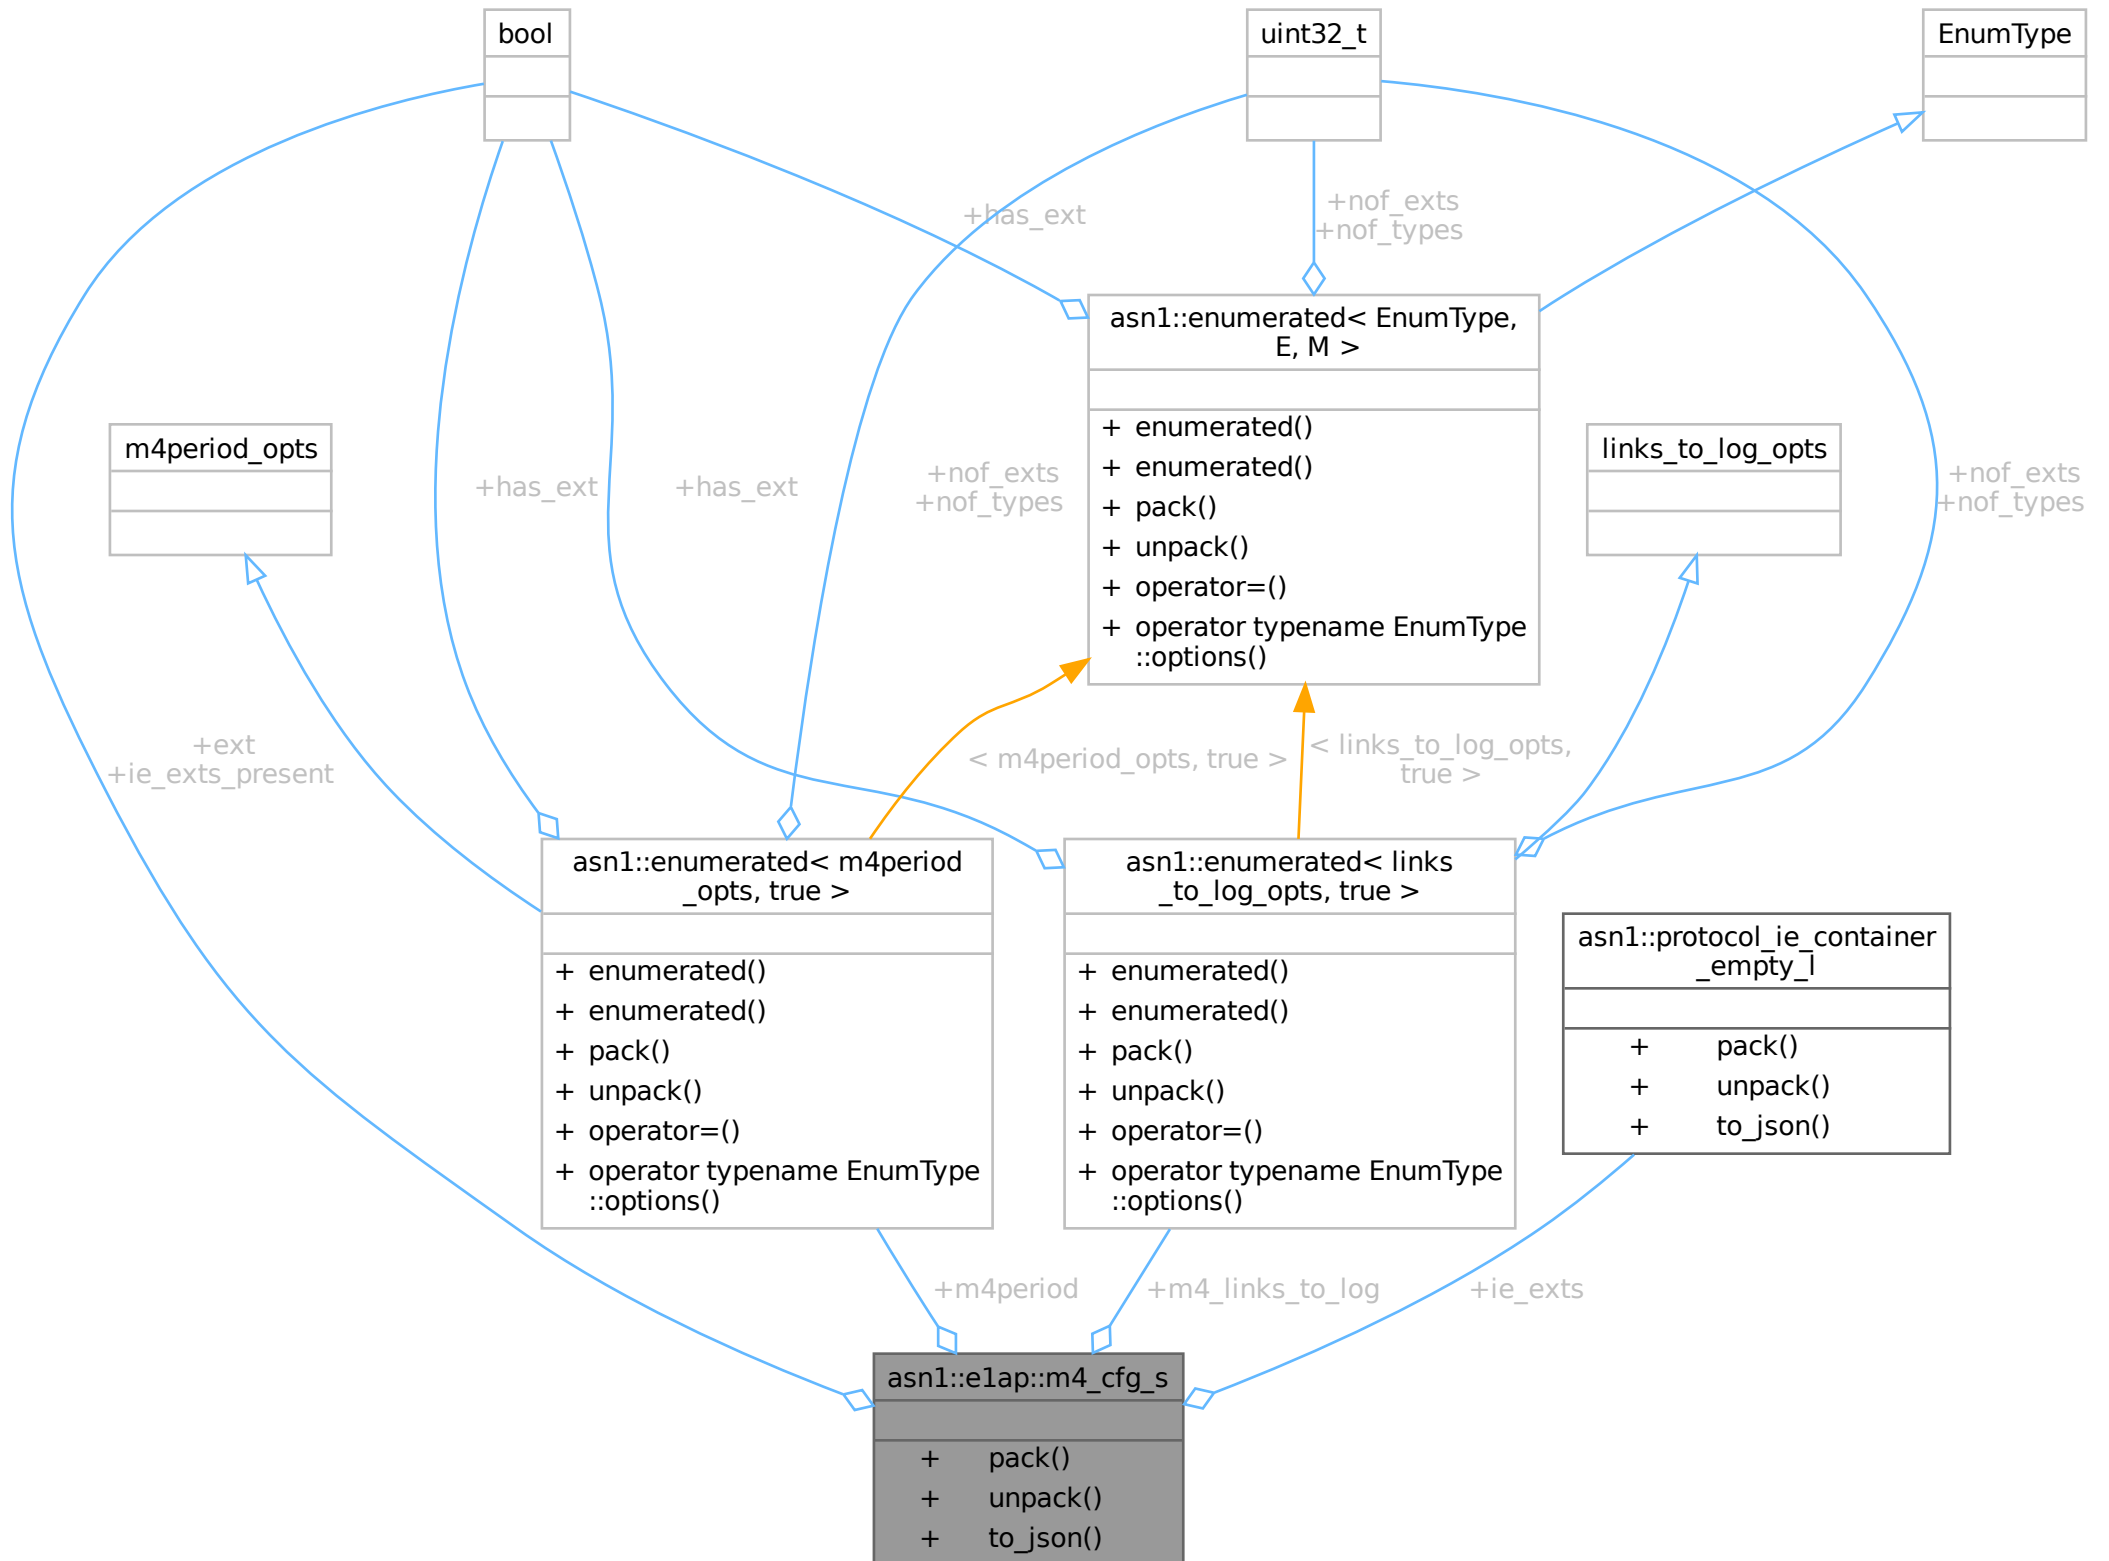 bool
uint32_t
EnumType
+has_ext
+nof_exts
+nof_types
asn1::enumerated< EnumType,
E, M >
+ enumerated()
+ enumerated()
+ pack()
+ unpack()
+ operator=()
+ operator typename EnumType
::options()
m4period_opts
links_to_log_opts
+has_ext
+has_ext
+nof_exts
+nof_types
+nof_exts
+nof_types
+ext
+ie_exts_present
< m4period_opts, true >
< links_to_log_opts,
true >
asn1::enumerated< m4period
_opts, true >
+ enumerated()
+ enumerated()
+ pack()
+ unpack()
+ operator=()
+ operator typename EnumType
::options()
asn1::enumerated< links
_to_log_opts, true >
+ enumerated()
+ enumerated()
+ pack()
+ unpack()
+ operator=()
+ operator typename EnumType
::options()
asn1::protocol_ie_container
_empty_l
+ pack()
+ unpack()
+ to_json()
+m4period
+m4_links_to_log
+ie_exts
asn1::e1ap::m4_cfg_s
+ pack()
+ unpack()
+ to_json()